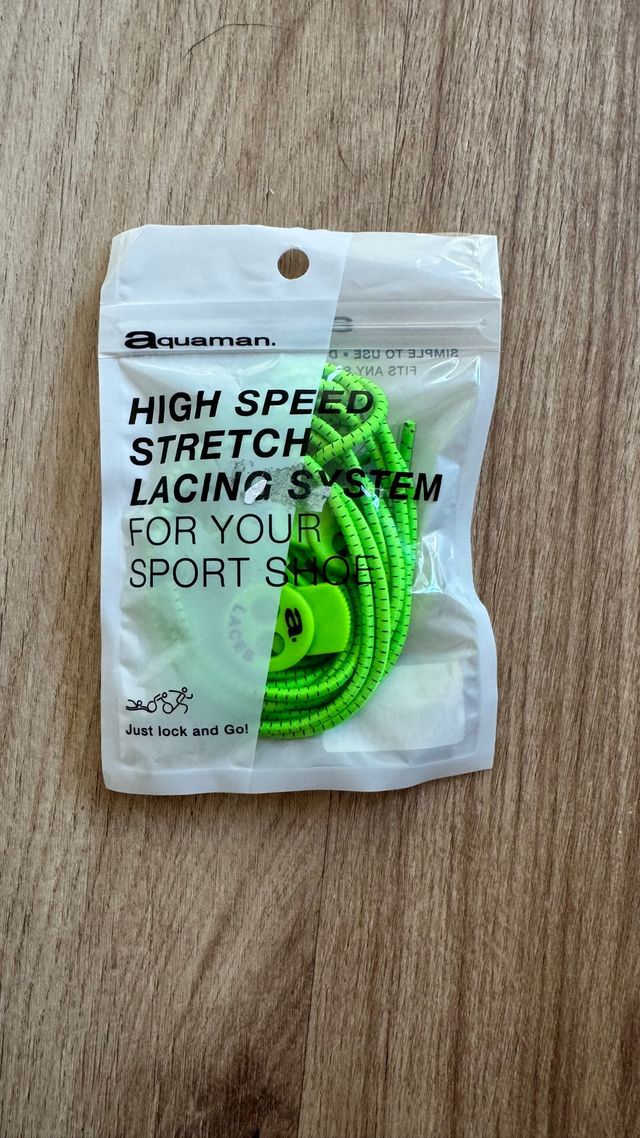 aquaman.
SIMPLE TO USE • D
FITS ANY S
HIGH SPEED
STRETCH
LACING SYSTEM
FOR YOUR
SPORT SHOE
a.
LACES
Just lock and Go!